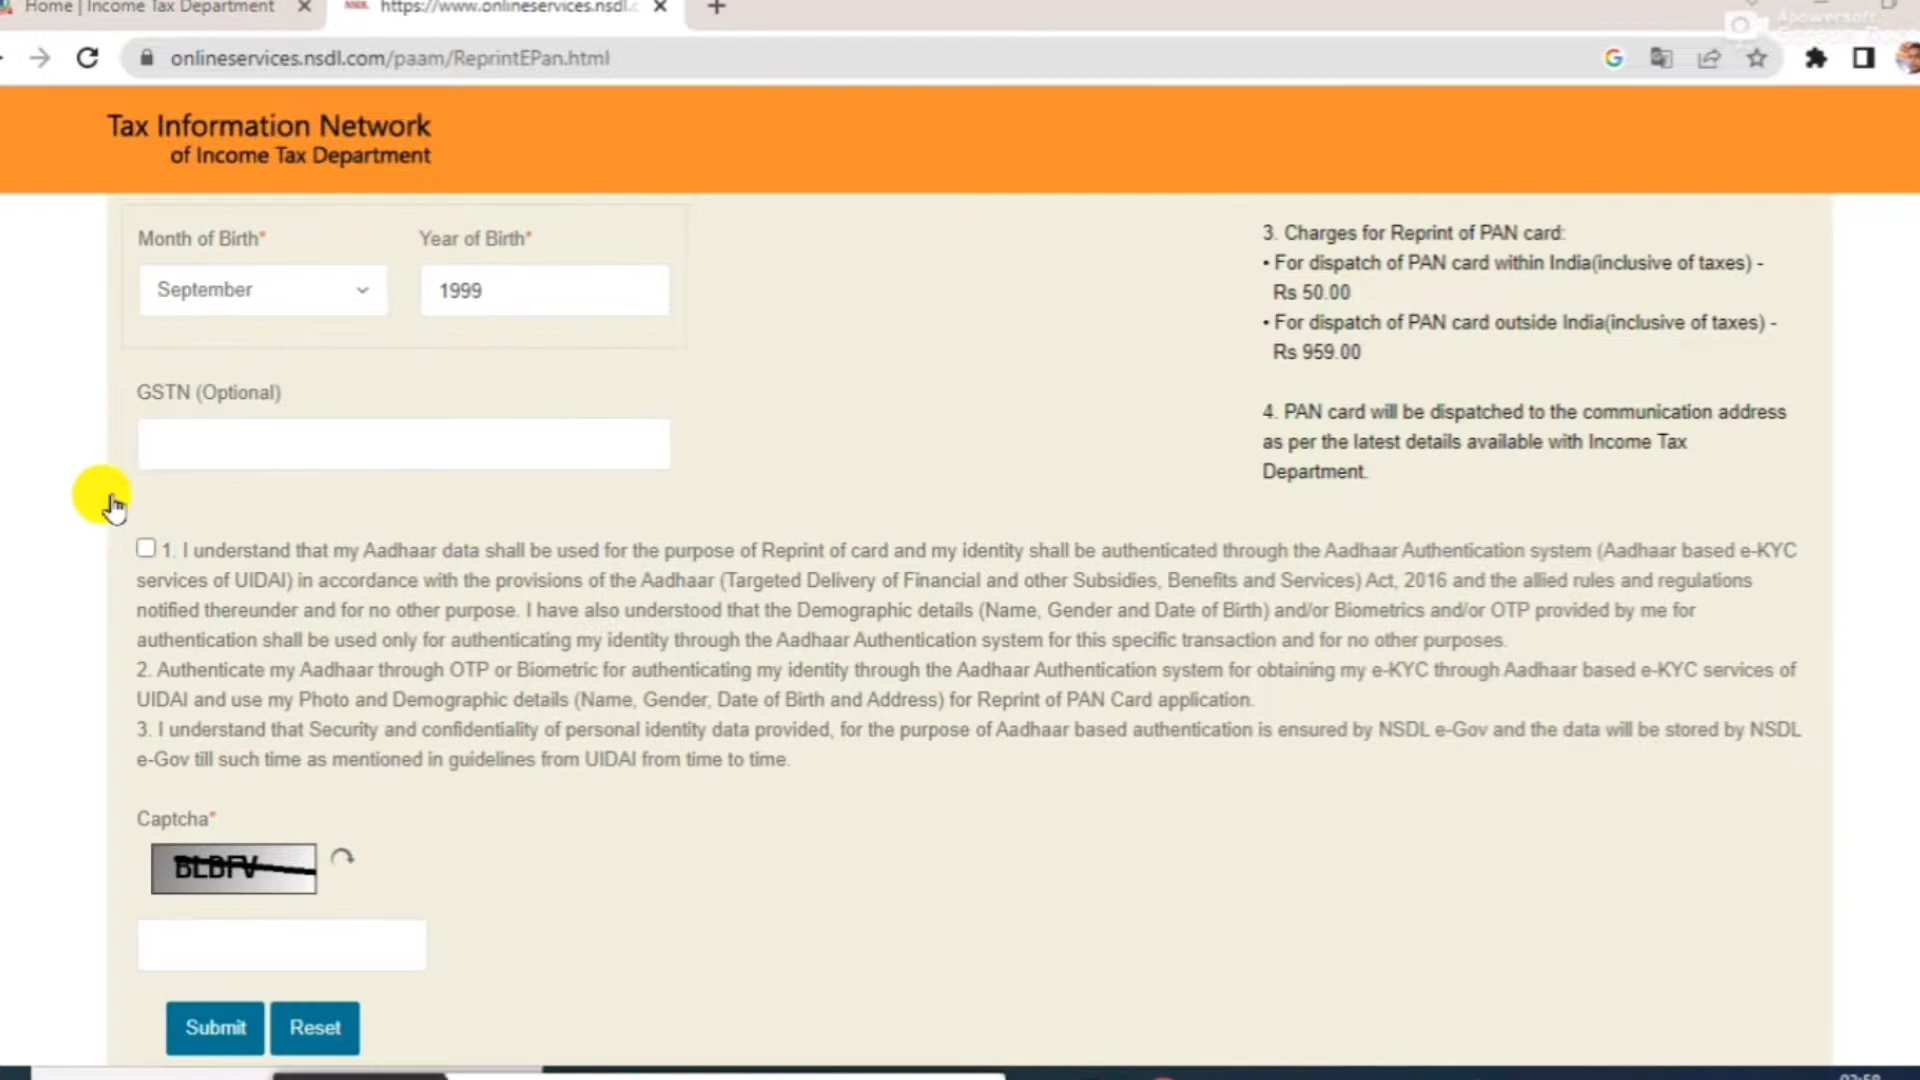 Home | Income Tax Department
https://www.onlineservices.nsdl.c
onlineservices.nsdl.com/paam/ReprintEPan.html
Tax Information Network
of Income Tax Department
Month of Birth*
Year of Birth*
September
1999
GSTN (Optional)
3. Charges for Reprint of PAN card:
• For dispatch of PAN card within India(inclusive of taxes) -
Rs 50.00
• For dispatch of PAN card outside India(inclusive of taxes) -
Rs 959.00
4. PAN card will be dispatched to the communication address
as per the latest details available with Income Tax
Department.
1. I understand that my Aadhaar data shall be used for the purpose of Reprint of card and my identity shall be authenticated through the Aadhaar Authentication system (Aadhaar based e-KYC
services of UIDAI) in accordance with the provisions of the Aadhaar (Targeted Delivery of Financial and other Subsidies, Benefits and Services) Act, 2016 and the allied rules and regulations
notified thereunder and for no other purpose. I have also understood that the Demographic details (Name, Gender and Date of Birth) and/or Biometrics and/or OTP provided by me for
authentication shall be used only for authenticating my identity through the Aadhaar Authentication system for this specific transaction and for no other purposes.
2. Authenticate my Aadhaar through OTP or Biometric for authenticating my identity through the Aadhaar Authentication system for obtaining my e-KYC through Aadhaar based e-KYC services of
UIDAI and use my Photo and Demographic details (Name, Gender, Date of Birth and Address) for Reprint of PAN Card application.
3. I understand that Security and confidentiality of personal identity data provided, for the purpose of Aadhaar based authentication is ensured by NSDL e-Gov and the data will be stored by NSDL
e-Gov till such time as mentioned in guidelines from UIDAI from time to time.
Captcha*
BLBFV
Submit
Reset